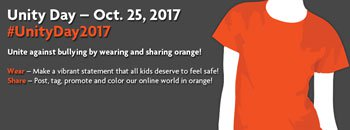 Unity Day – Oct. 25, 2017
#UnityDay2017
Unite against bullying by wearing and sharing orange!
Wear – Make a vibrant statement that all kids deserve to feel safe!
Share – Post, tag, promote and color our online world in orange!